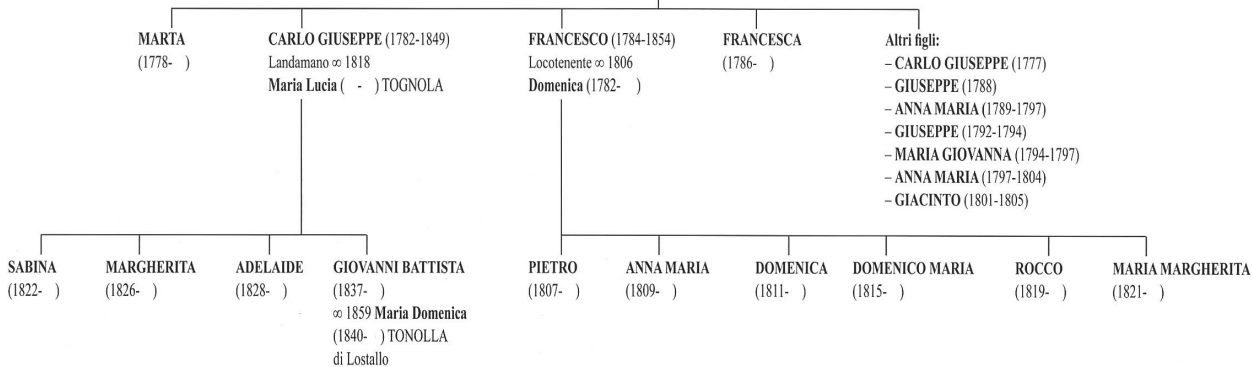 MARTA
(1778- )
CARLO GIUSEPPE (1782-1849)
Landamano ∞ 1818
Maria Lucia ( - ) TOGNOLA
FRANCESCO (1784-1854)
Locotenente ∞ 1806
Domenica (1782- )
FRANCESCA
(1786- )
Altri figli:
– CARLO GIUSEPPE (1777)
– GIUSEPPE (1788)
– ANNA MARIA (1789-1797)
– GIUSEPPE (1792-1794)
– MARIA GIOVANNA (1794-1797)
– ANNA MARIA (1797-1804)
– GIACINTO (1801-1805)
SABINA
(1822- )
MARGHERITA
(1826- )
ADELAIDE
(1828- )
GIOVANNI BATTISTA
(1837- )
∞ 1859 Maria Domenica
(1840- ) TONOLLA
di Lostallo
PIETRO
(1807- )
ANNA MARIA
(1809- )
DOMENICA
(1811- )
DOMENICO MARIA
(1815- )
ROCCO
(1819- )
MARIA MARGHERITA
(1821- )